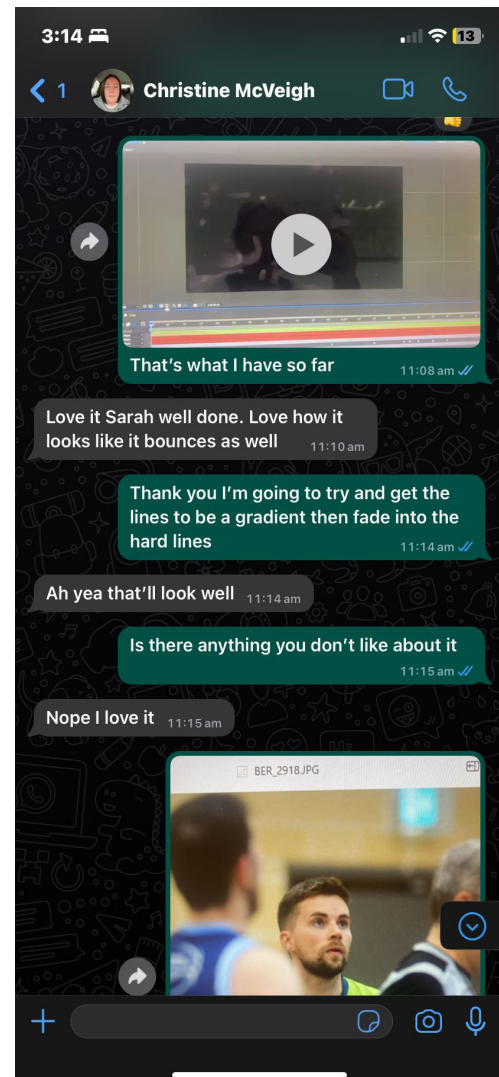 3:14
13
1
Christine McVeigh
That's what I have so far
11:08 am
Love it Sarah well done. Love how it
looks like it bounces as well
11:10 am
Thank you I'm going to try and get the
lines to be a gradient then fade into the
hard lines
11:14 am
Ah yea that'll look well
11:14 am
Is there anything you don't like about it
11:15 am
Nope I love it
11:15 am
BER_2918.JPG